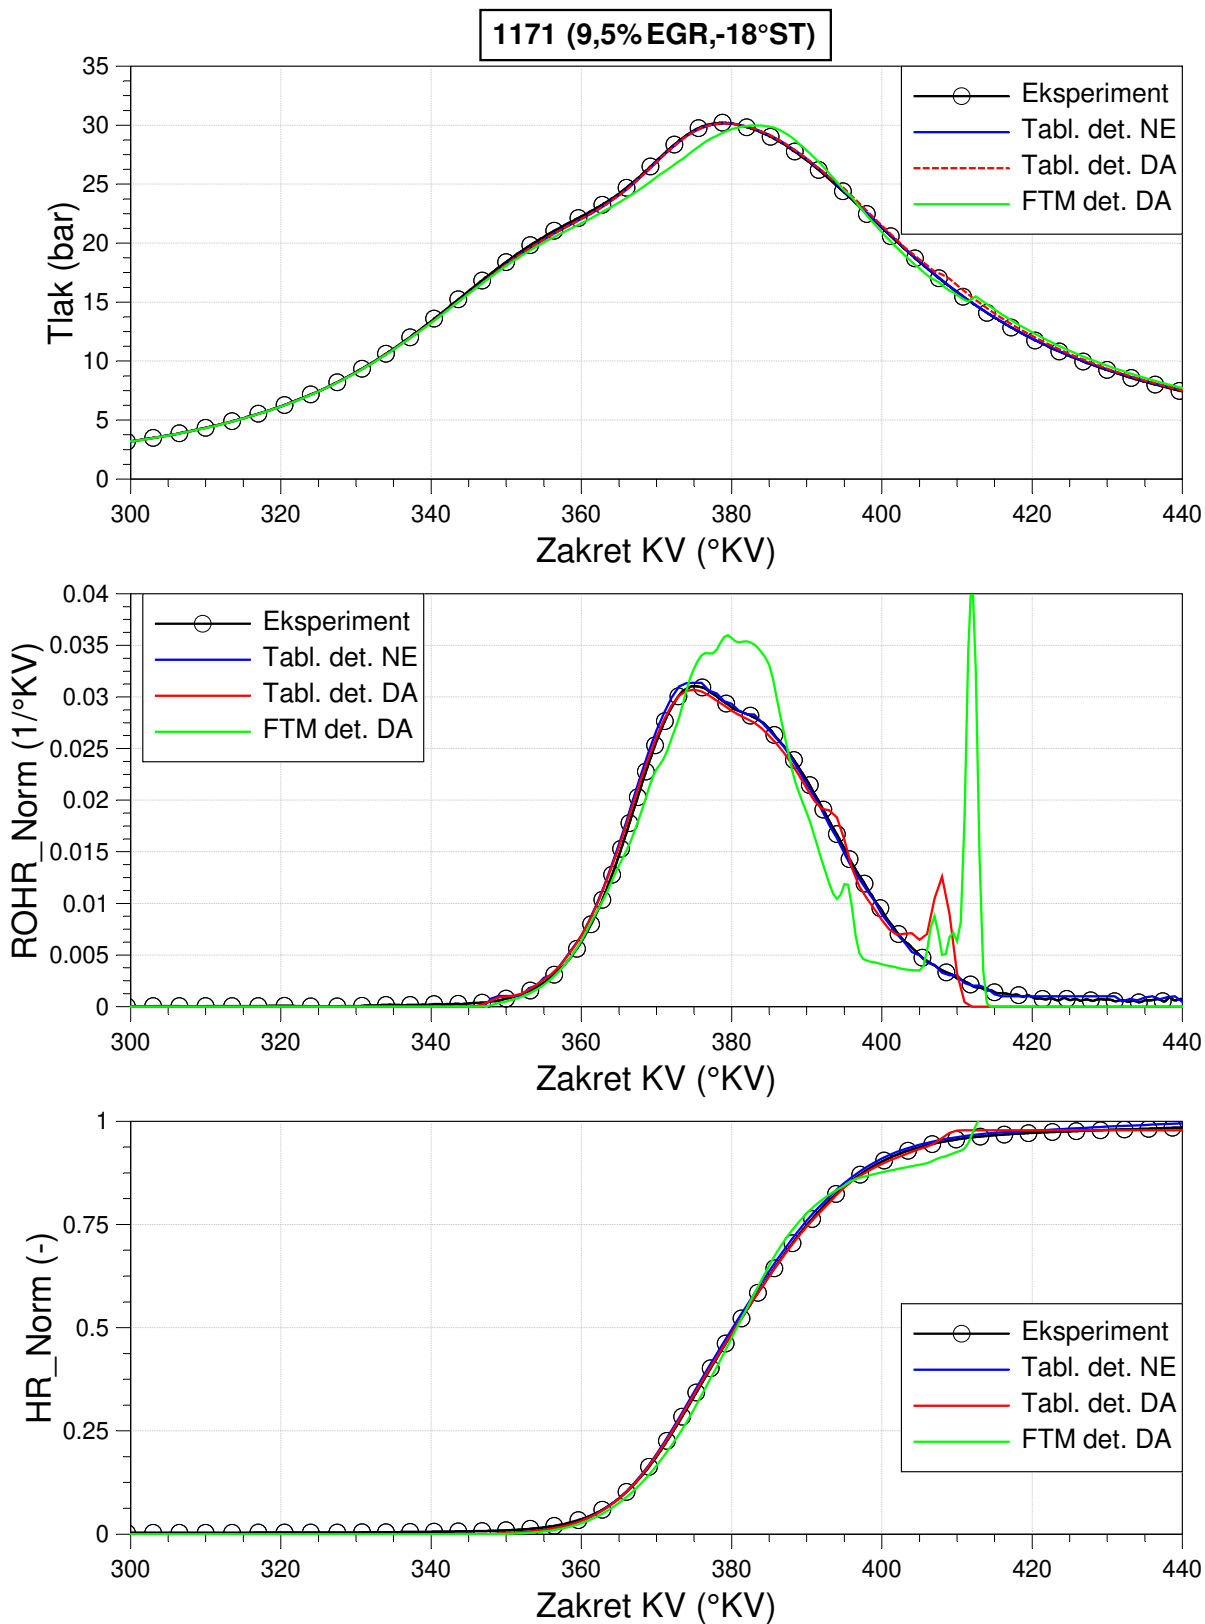 1171 (9,5% EGR,-18°ST)
35
30
25
20
15
10
5
0
Tlak (bar)
Eksperiment
Tabl. det. NE
Tabl. det. DA
FTM det. DA
300 320 340 360 380 400 420 440
Zakret KV (°KV)
0.04
0.035
0.03
0.025
0.02
0.015
0.01
0.005
0
ROHR_Norm (1/°KV)
Eksperiment
Tabl. det. NE
Tabl. det. DA
FTM det. DA
300 320 340 360 380 400 420 440
Zakret KV (°KV)
1
0.75
0.5
0.25
0
HR_Norm (-)
Eksperiment
Tabl. det. NE
Tabl. det. DA
FTM det. DA
300 320 340 360 380 400 420 440
Zakret KV (°KV)